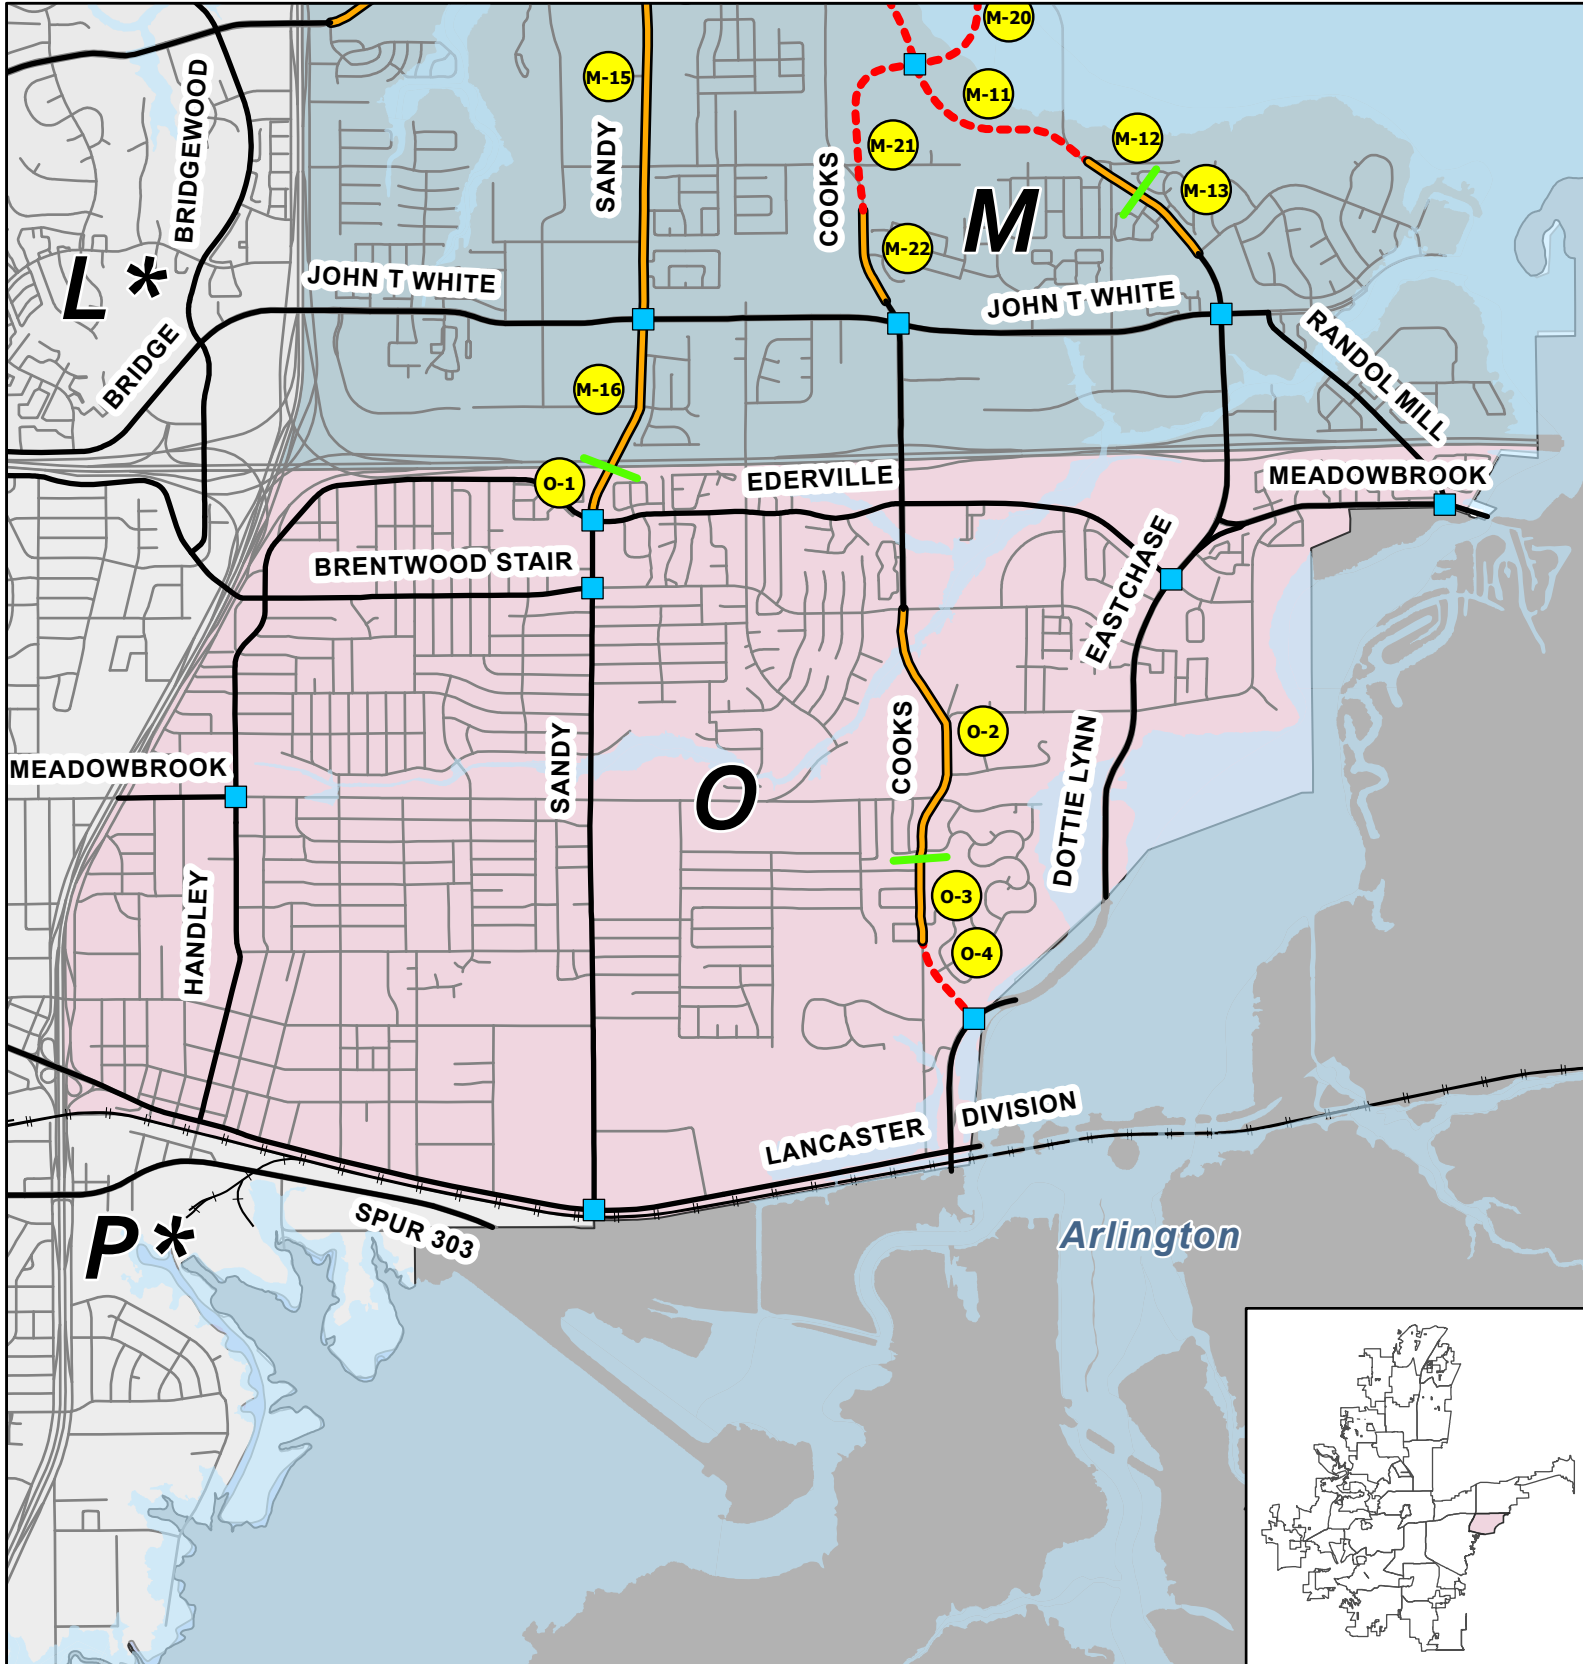 M-20
M-15
M-11
BRIDGEWOOD
SANDY
M-12
M-21
COOKS
M-13
M
M-22
L *
JOHN T WHITE
JOHN T WHITE
RANDOL MILL
BRIDGE
M-16
O-1
EDERVILLE
MEADOWBROOK
BRENTWOOD STAIR
EASTCHASE
O-2
COOKS
SANDY
MEADOWBROOK
O
DOTTIE LYNN
HANDLEY
O-3
O-4
LANCASTER
DIVISION
SPUR 303
P *
Arlington